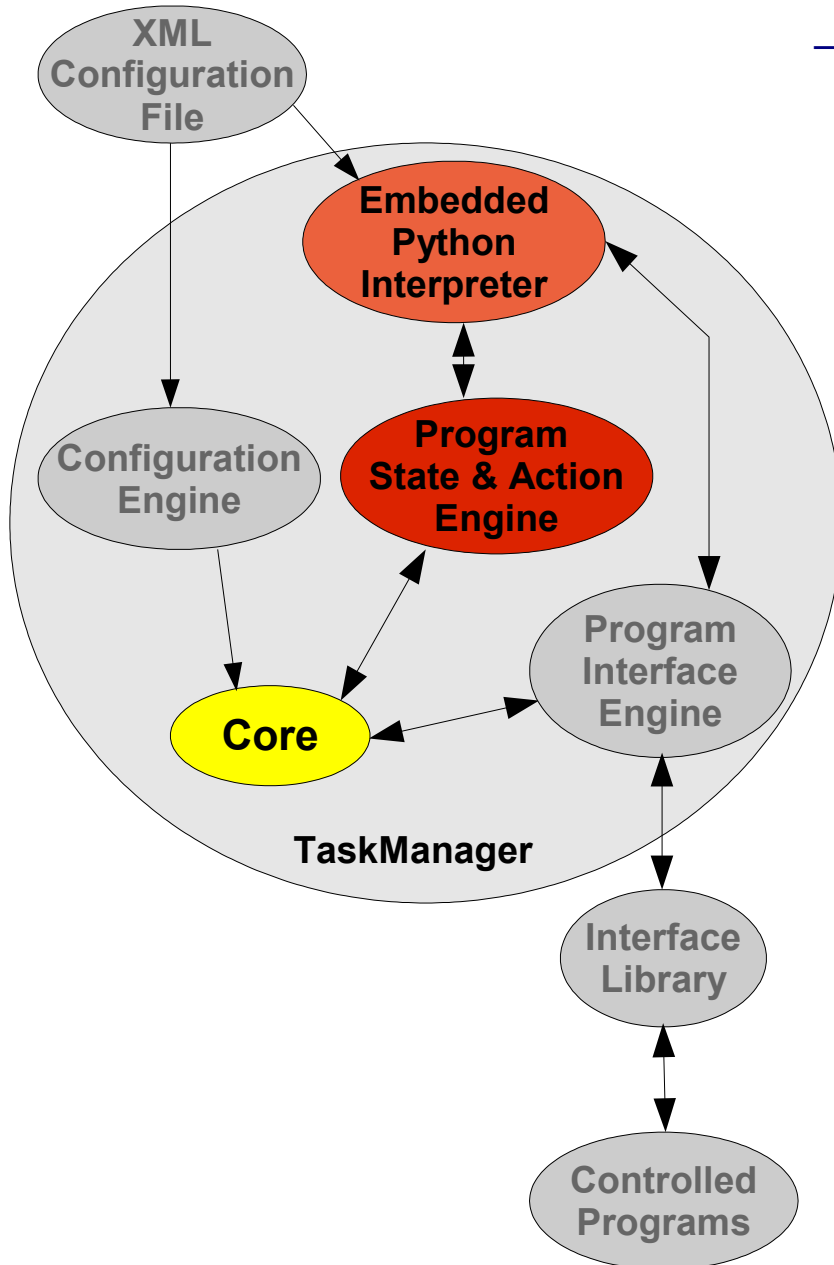 XML
Configuration
File
Embedded
Python
Interpreter
Configuration
Engine
Program
State & Action
Engine
Program
Interface
Engine
Core
TaskManager
Interface
Library
Controlled
Programs